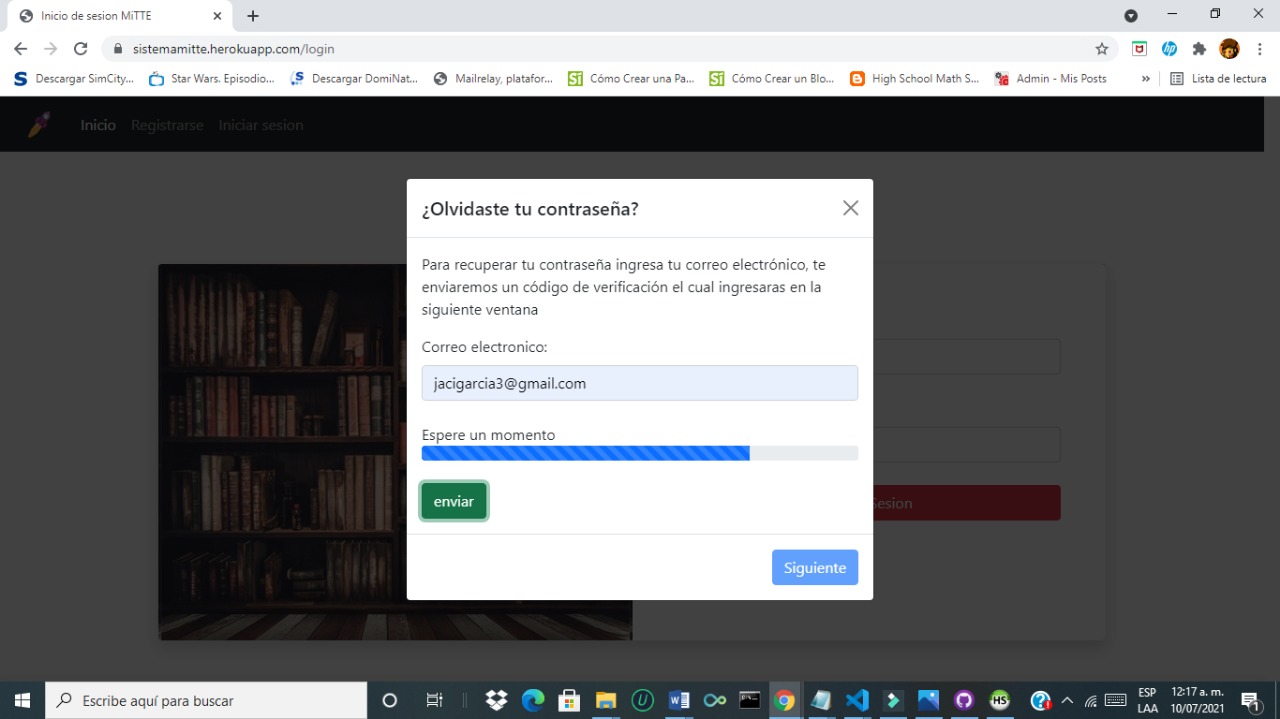 Inicio de sesion MiTTE
sistemamitte.herokuapp.com/login
Descargar SimCity... Star Wars. Episodio... Descargar DomiNat... Mailrelay, platafor... Cómo Crear una Pa... Cómo Crear un Blo... High School Math S... Admin - Mis Posts » Lista de lectura
Inicio Registrarse Iniciar sesion
¿Olvidaste tu contraseña?
Para recuperar tu contraseña ingresa tu correo electrónico, te
enviaremos un código de verificación el cual ingresaras en la
siguiente ventana
Correo electronico:
jacigarcia3@gmail.com
Espere un momento
enviar
Sesion
Siguiente
Escribe aquí para buscar
ESP
LAA
12:17 a. m.
10/07/2021